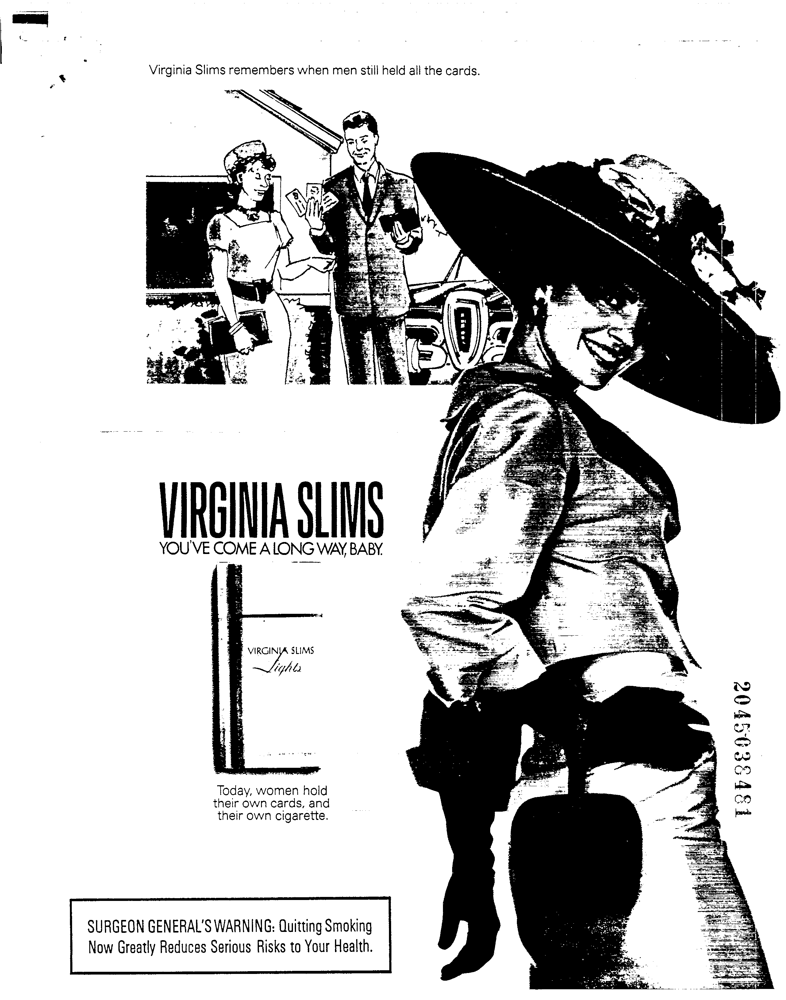 Virginia Slims remembers when men still held all the cards.
VIRGINIA SLIMS
YOU'VE COME A LONG WAY, BABY.
VIRGINIA SLIMS
Lights
Today, women hold
their own cards, and
their own cigarette.
SURGEON GENERAL'S WARNING: Quitting Smoking
Now Greatly Reduces Serious Risks to Your Health.
2045038481